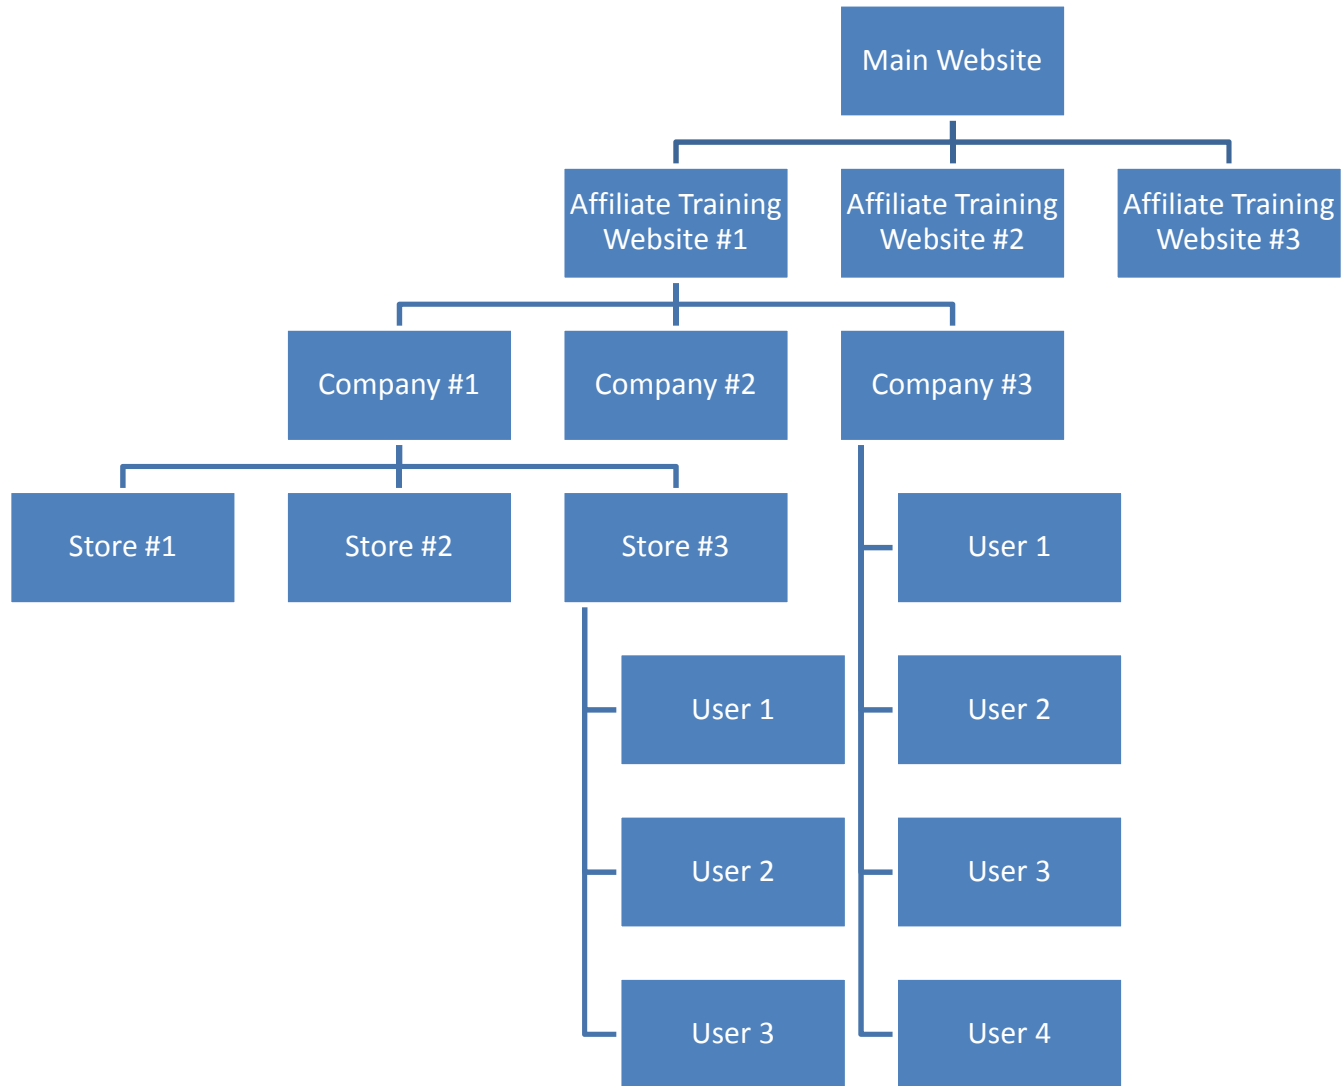 Main Website
Affiliate Training
Website #1
Affiliate Training
Website #2
Affiliate Training
Website #3
Company #1
Company #2
Company #3
Store #1
Store #2
Store #3
User 1
User 1
User 2
User 2
User 3
User 3
User 4